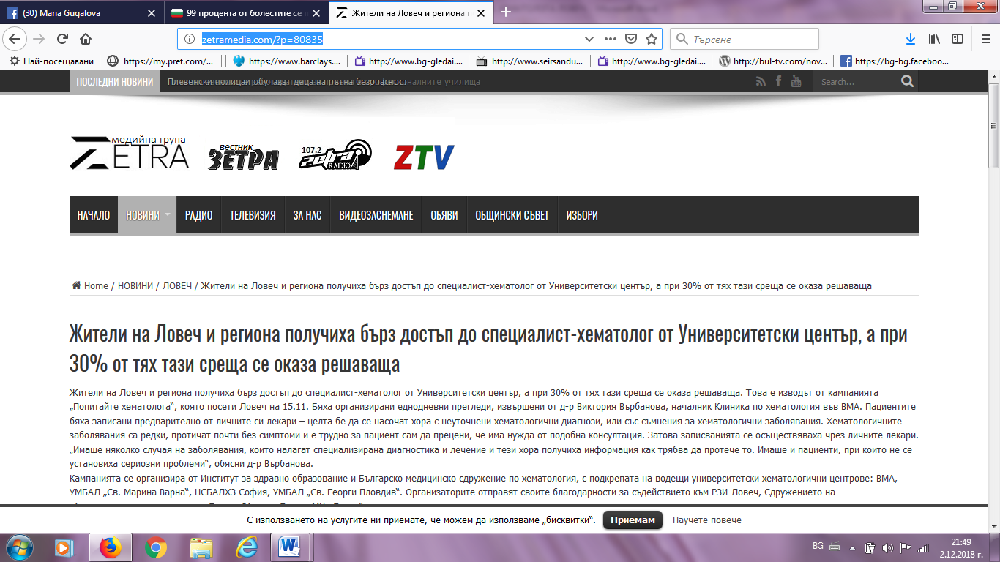 (30) Maria Gugalova
99 процента от болестите се п
Жители на Ловеч и региона п
zetramedia.com/?p=80835
Търсене
Най-посещавани
https://my.pret.com/...
https://www.barclays....
http://www.bg-gledai....
http://www.seirsandu...
http://www.bg-gledai....
http://bul-tv.com/nov...
https://bg-bg.faceboo...
ПОСЛЕДНИ НОВИНИ
Плевенски полицаи обучават деца на пътна безопасност
Search...
медийна група
ZETRA
вестник
ЗЕТРА
107.2
zetra
RADIO
ZTV
НАЧАЛО НОВИНИ РАДИО ТЕЛЕВИЗИЯ ЗА НАС ВИДЕОЗАСНЕМАНЕ ОБЯВИ ОБЩИНСКИ СЪВЕТ ИЗБОРИ
Home / НОВИНИ / ЛОВЕЧ / Жители на Ловеч и региона получиха бърз достъп до специалист-хематолог от Университетски център, а при 30% от тях тази среща се оказа решаваща
Жители на Ловеч и региона получиха бърз достъп до специалист-хематолог от Университетски център, а при
30% от тях тази среща се оказа решаваща
Жители на Ловеч и региона получиха бърз достъп до специалист-хематолог от Университетски център, а при 30% от тях тази среща се оказа решаваща. Това е изводът от кампанията
„Попитайте хематолога“, която посети Ловеч на 15.11. Бяха организирани еднодневни прегледи, извършени от д-р Виктория Върбанова, началник Клиника по хематология във ВМА. Пациентите
бяха записани предварително от личните си лекари – целта бе да се насочат хора с неуточнени хематологични диагнози, или със съмнения за хематологични заболявания. Хематологичните
заболявания са редки, протичат почти без симптоми и е трудно за пациент сам да прецени, че има нужда от подобна консултация. Затова записванията се осъществяваха чрез личните лекари.
„Имаше няколко случая на заболявания, които налагат специализирана диагностика и лечение и тези хора получиха информация как трябва да протече то. Имаше и пациенти, при които не се
установиха сериозни проблеми“, обясни д-р Върбанова.
Кампанията се организира от Институт за здравно образование и Българско медицинско сдружение по хематология, с подкрепата на водещи университетски хематологични центрове: ВМА,
УМБАЛ „Св. Марина Варна“, НСБАЛХЗ София, УМБАЛ „Св. Георги Пловдив“. Организаторите отправят своите благодарности за съдействието към РЗИ-Ловеч, Сдружението на
С използването на услугите ни приемате, че можем да използваме „бисквитки“. Приемам Научете повече
BG
21:49
2.12.2018 г.